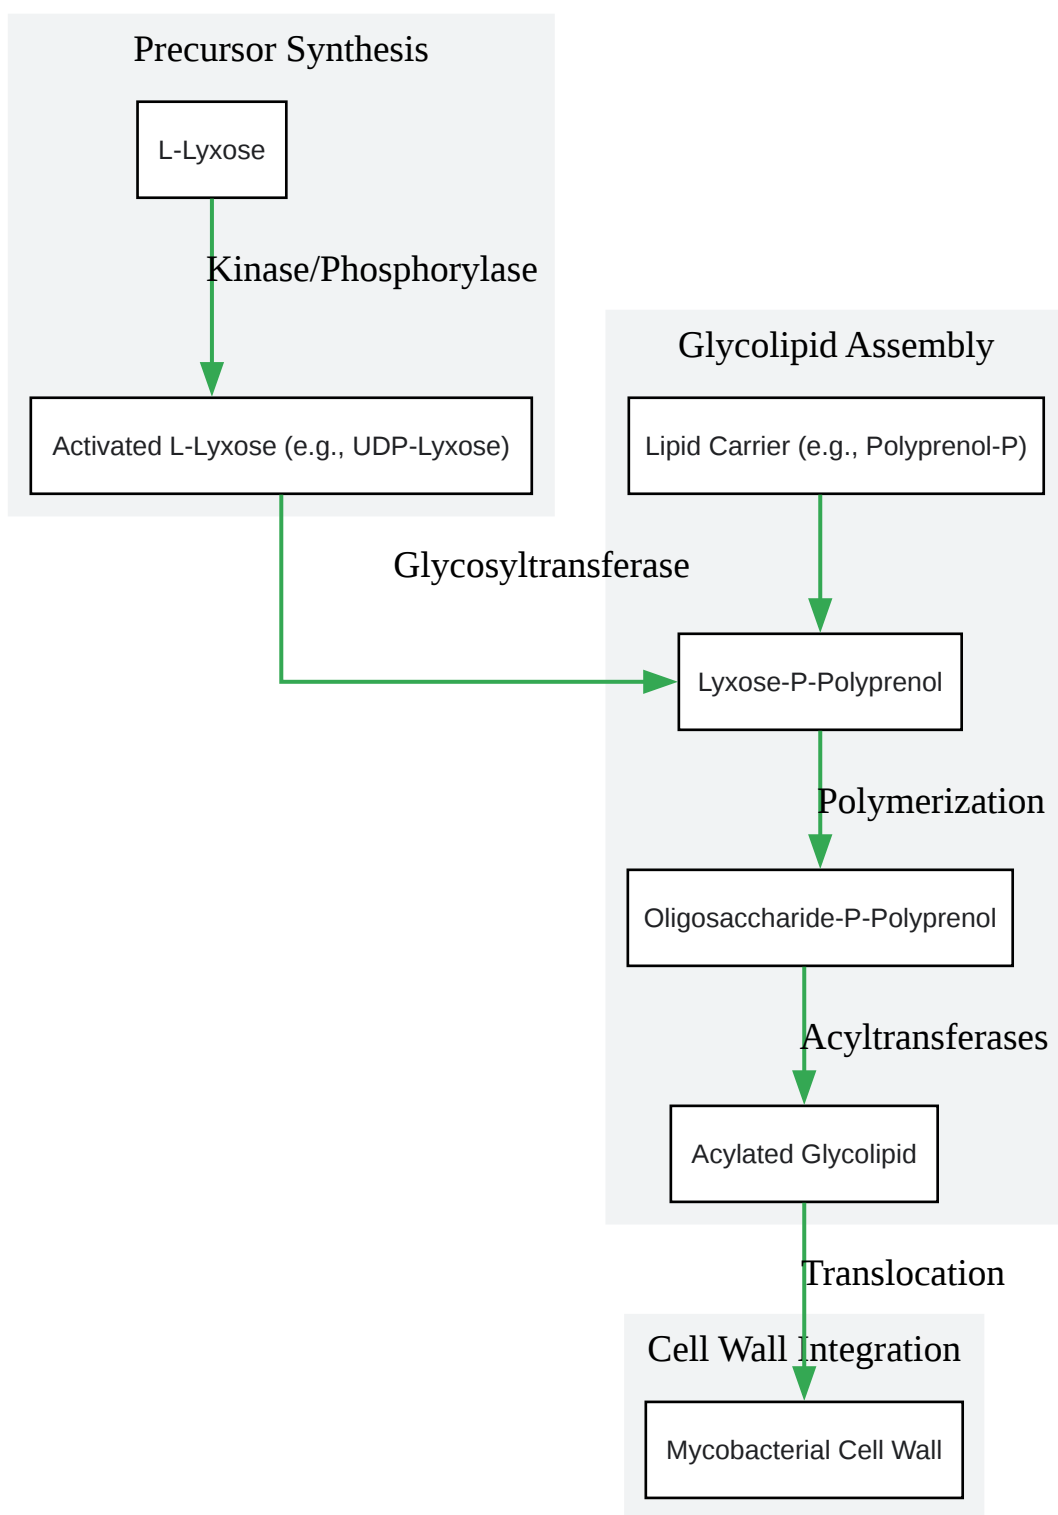 Precursor Synthesis
L-Lyxose
Kinase/Phosphorylase
Activated L-Lyxose (e.g., UDP-Lyxose)
Glycolipid Assembly
Lipid Carrier (e.g., Polyprenol-P)
Glycosyltransferase
Lyxose-P-Polyprenol
Polymerization
Oligosaccharide-P-Polyprenol
Acyltransferases
Acylated Glycolipid
Translocation
Cell Wall Integration
Mycobacterial Cell Wall